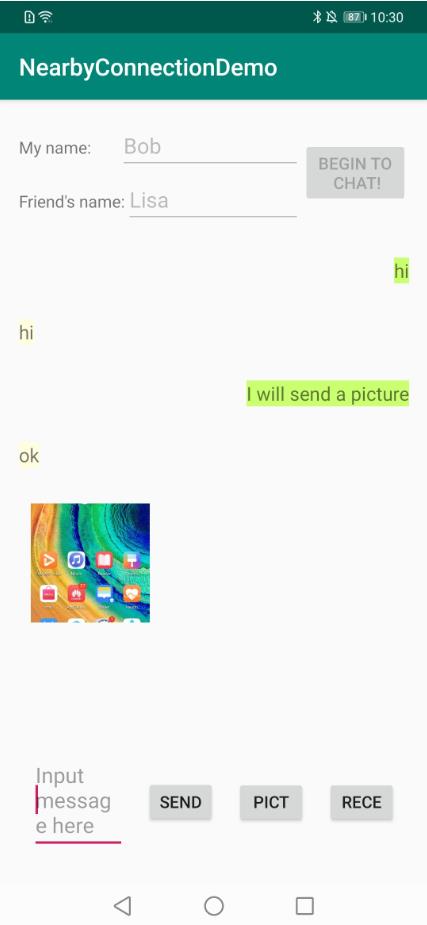 87 10:30
NearbyConnectionDemo
My name: Bob
BEGIN TO
CHAT!
Friend's name: Lisa
hi
hi
I will send a picture
ok
Input
messag
e here
SEND
PICT
RECE